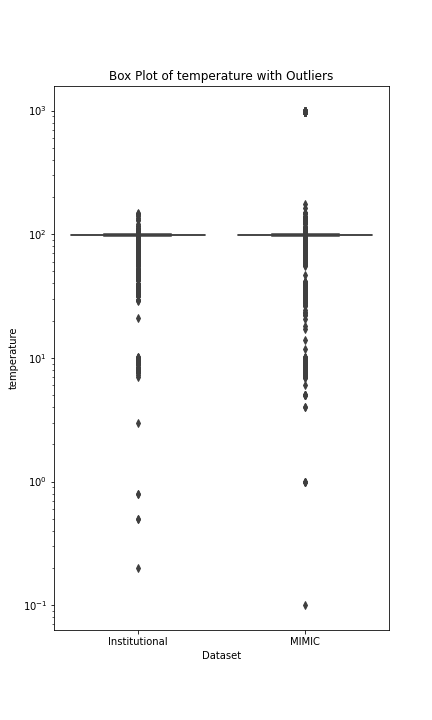 Box Plot of temperature with Outliers
10³
10²
10¹
10⁰
10⁻¹
temperature
Institutional
MIMIC
Dataset